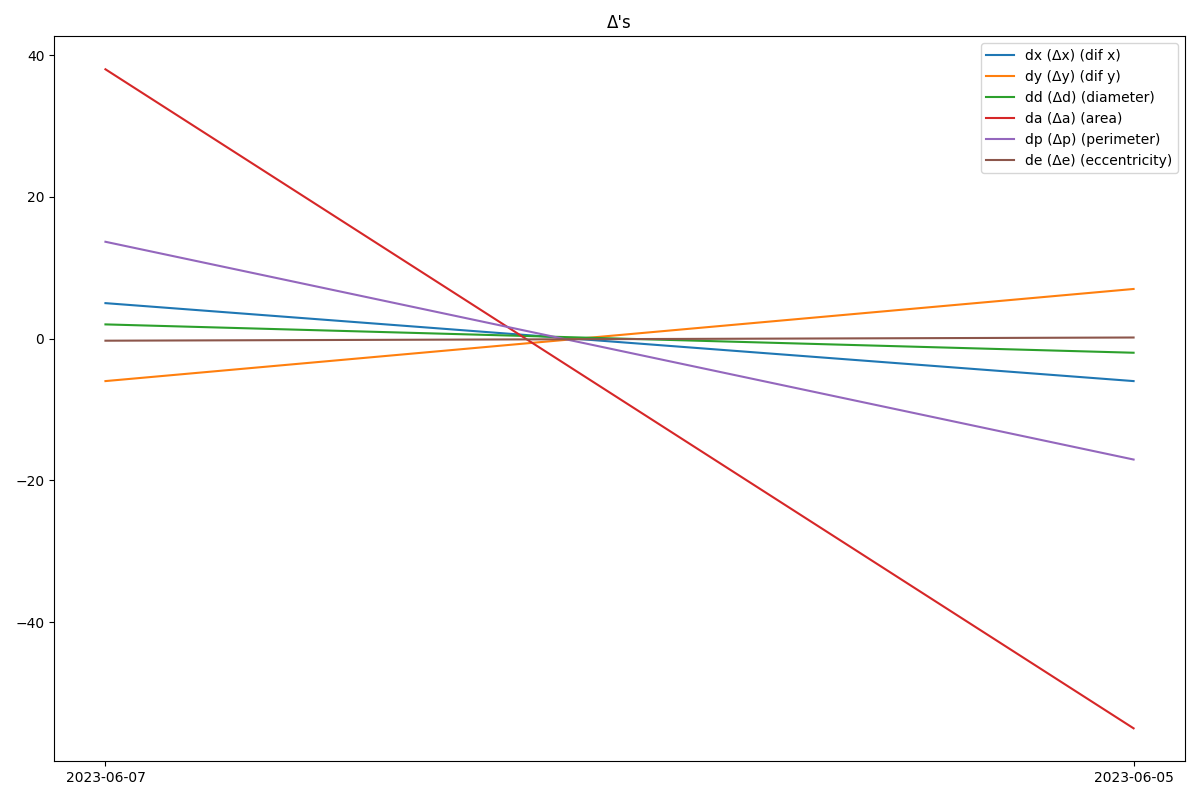 Δ's
40
20
0
−20
−40
dx (Δx) (dif x)
dy (Δy) (dif y)
dd (Δd) (diameter)
da (Δa) (area)
dp (Δp) (perimeter)
de (Δe) (eccentricity)
2023-06-07
2023-06-05